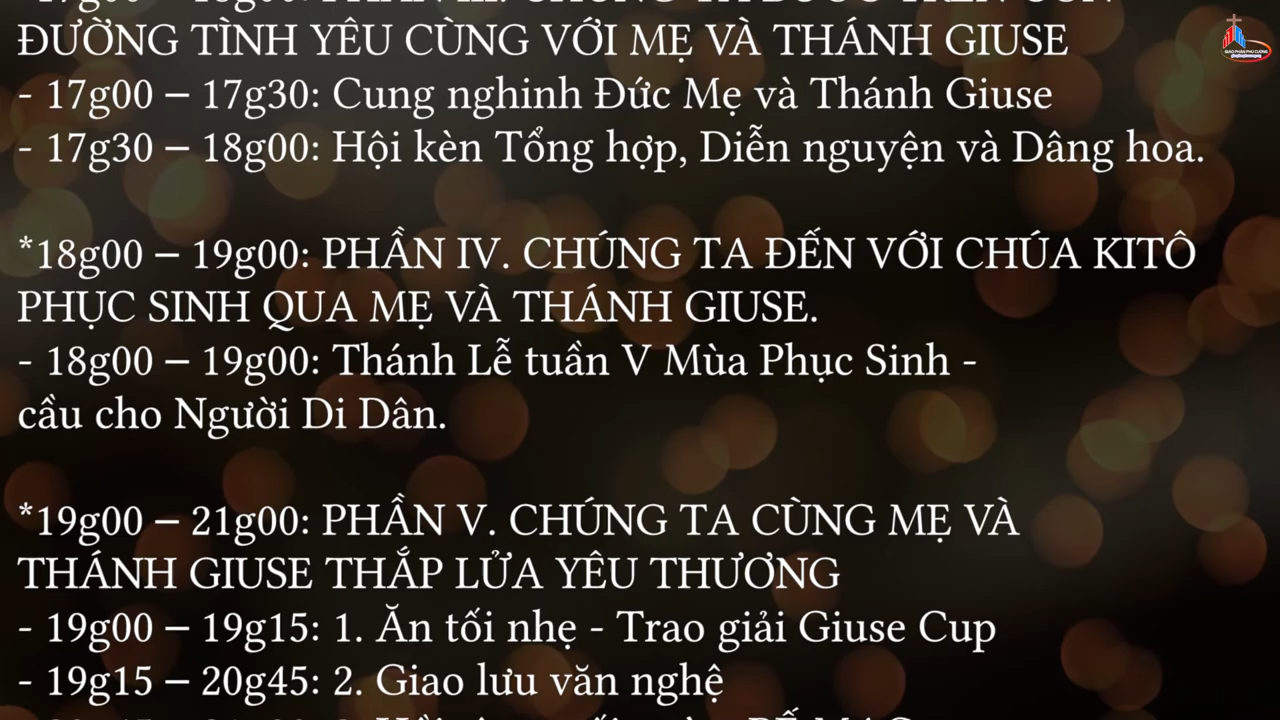 ĐƯỜNG TÌNH YÊU CÙNG VỚI MẸ VÀ THÁNH GIUSE
- 17g00 – 17g30: Cung nghinh Đức Mẹ và Thánh Giuse
- 17g30 – 18g00: Hội kèn Tổng hợp, Diễn nguyện và Dâng hoa.
*18g00 – 19g00: PHẦN IV. CHÚNG TA ĐẾN VỚI CHÚA KITÔ
PHỤC SINH QUA MẸ VÀ THÁNH GIUSE.
- 18g00 – 19g00: Thánh Lễ tuần V Mùa Phục Sinh -
cầu cho Người Di Dân.
*19g00 – 21g00: PHẦN V. CHÚNG TA CÙNG MẸ VÀ
THÁNH GIUSE THẮP LỬA YÊU THƯƠNG
- 19g00 – 19g15: 1. Ăn tối nhẹ - Trao giải Giuse Cup
- 19g15 – 20g45: 2. Giao lưu văn nghệ
GIÁO PHẬN PHÚ CƯỜNG